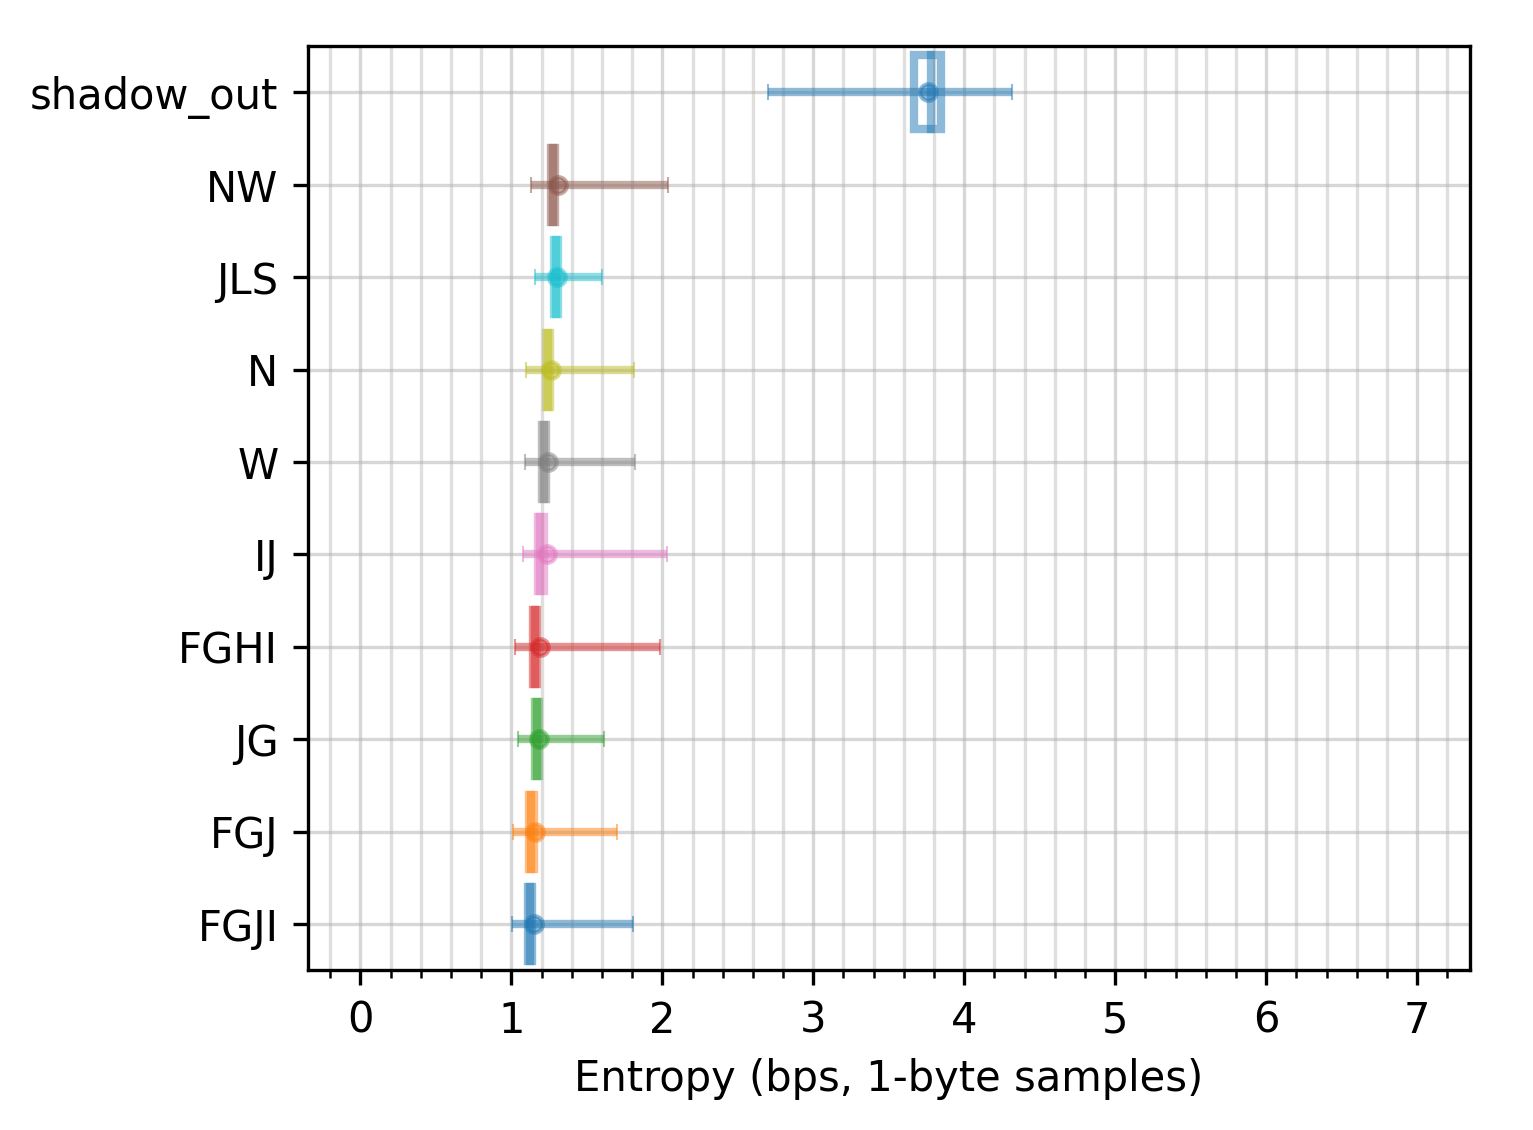 shadow_out
NW
JLS
N
W
IJ
FGHI
JG
FGJ
FGJI
0 1 2 3 4 5 6 7
Entropy (bps, 1-byte samples)